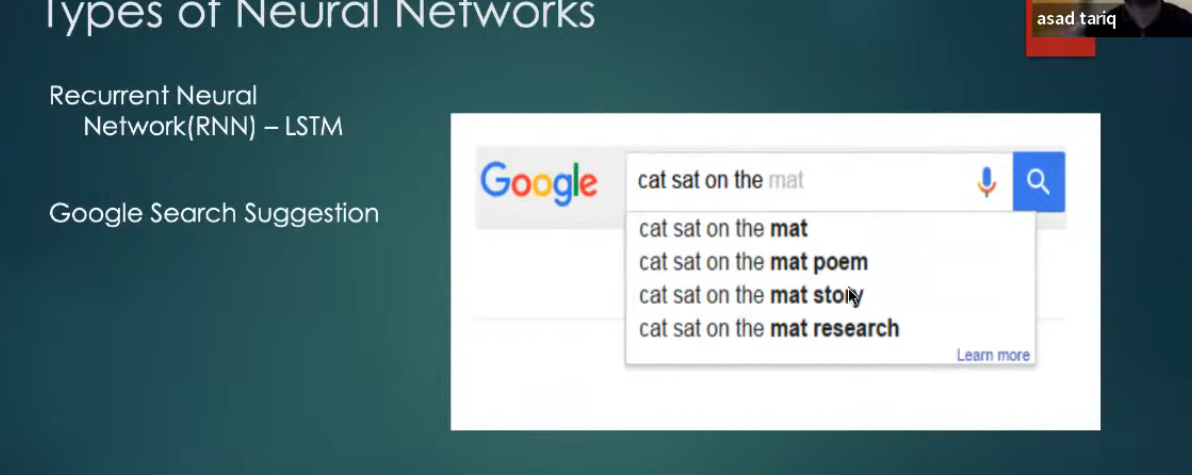 Types of Neural Networks
asad tariq
Recurrent Neural
Network(RNN) – LSTM
Google Search Suggestion
Google
cat sat on the mat
cat sat on the mat
cat sat on the mat poem
cat sat on the mat story
cat sat on the mat research
Learn more